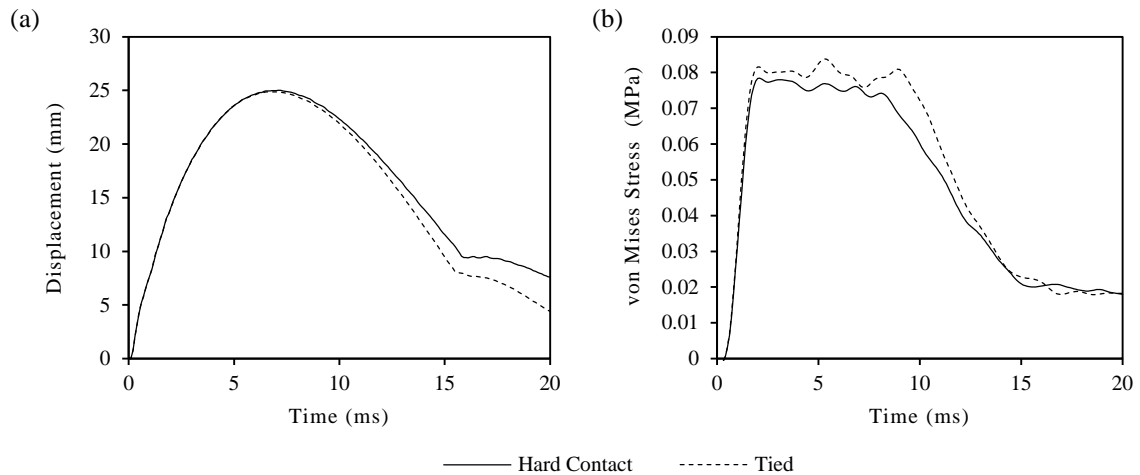 (a)
30
25
20
15
10
5
0
0 5 10 15 20
Displacement (mm)
Time (ms)
(b)
0.09
0.08
0.07
0.06
0.05
0.04
0.03
0.02
0.01
0
0 5 10 15 20
von Mises Stress (MPa)
Time (ms)
Hard Contact Tied